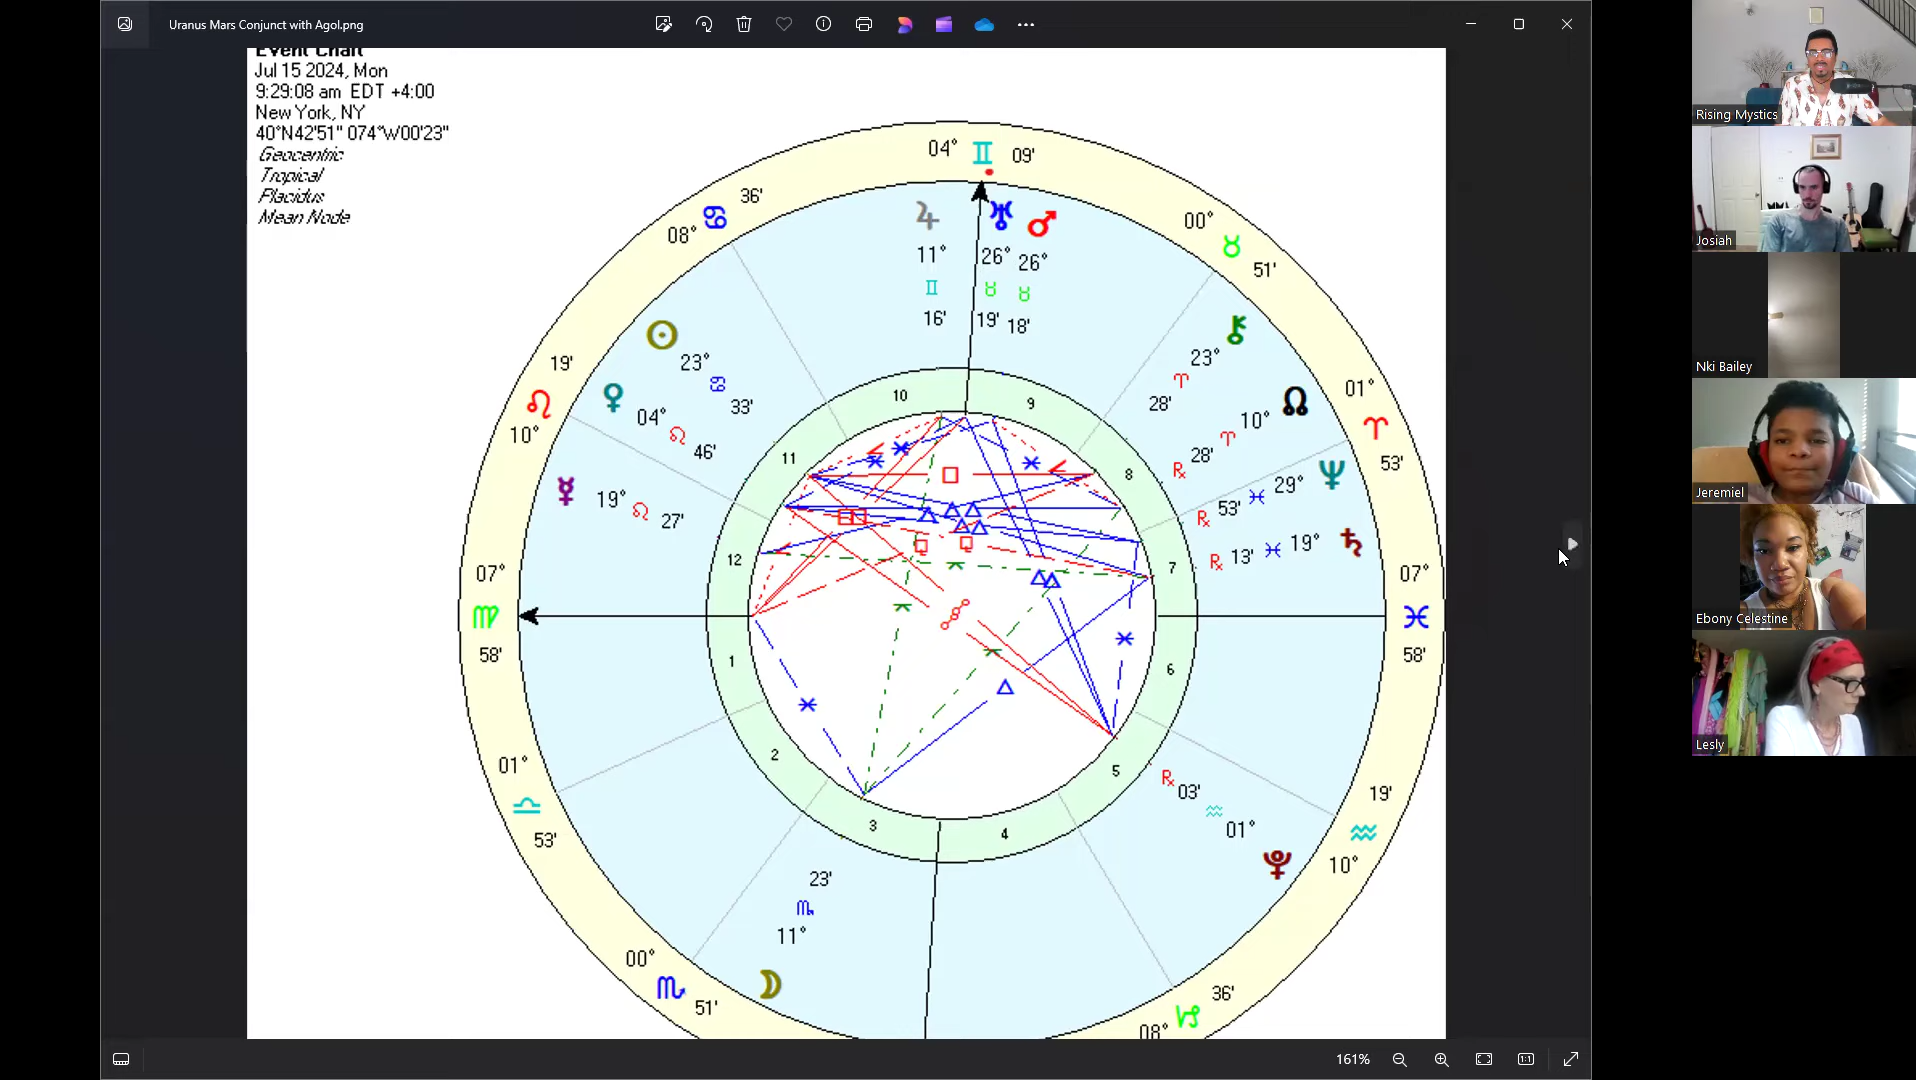 Uranus Mars Conjunct with Agol.png
Event Chart
Jul 15 2024, Mon
9:29:08 am EDT +4:00
New York, NY
40°N42'51" 074°W00'23"
Geocentric
Tropical
Placidus
Mean Node
04° ♊ 09'
08° ♋ 36'
00° ♉ 51'
♃ 11° ♊ 16'
♅ 26° ♉ 19'
♂ 26° ♉ 18'
☉ 23° ♋ 33'
♀ 04° ♌ 46'
☿ 19° ♌ 27'
19' ♌ 10°
⚷ 23° ♈ 28'
☊ 10° ♈ 28' ℞
01° ♈ 53'
♆ 29° ♓ 53' ℞
♄ 19° ♓ 13' ℞
07° ♍ 58'
07° ♓ 58'
10
9
11
8
12
7
1
6
2
5
3
4
01° ♎ 53'
19' ♒ 10°
℞ 03' ♒ 01° ♇
23' ♏ 11° ☽
00° ♏ 51'
08° ♑ 36'
Rising Mystics
Josiah
Nki Bailey
Jeremiel
Ebony Celestine
Lesly
161%
1:1